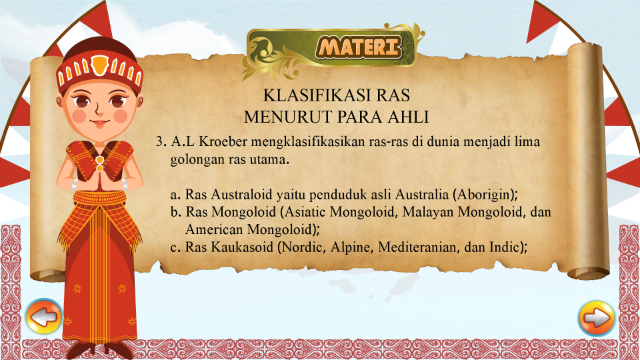 MATERI
KLASIFIKASI RAS
MENURUT PARA AHLI
3. A.L Kroeber mengklasifikasikan ras-ras di dunia menjadi lima
golongan ras utama.
a. Ras Australoid yaitu penduduk asli Australia (Aborigin);
b. Ras Mongoloid (Asiatic Mongoloid, Malayan Mongoloid, dan
American Mongoloid);
c. Ras Kaukasoid (Nordic, Alpine, Mediteranian, dan Indic);